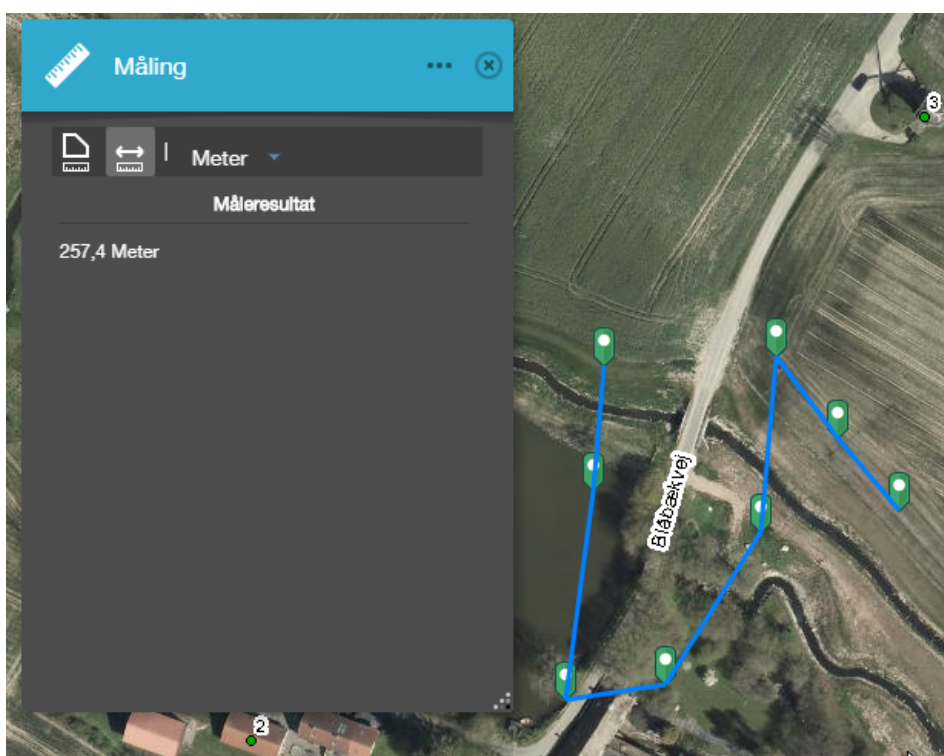 Måling
Meter
Måleresultat
257,4 Meter
3
Blåbækvej
2